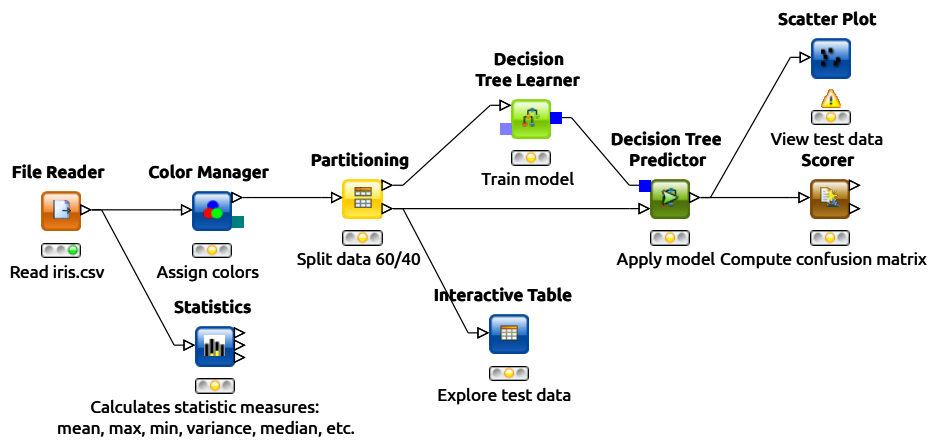 Scatter Plot
View test data
Decision
Tree Learner
Train model
Decision Tree
Predictor
Apply model
Scorer
Compute confusion matrix
Partitioning
Split data 60/40
File Reader
Read iris.csv
Color Manager
Assign colors
Interactive Table
Explore test data
Statistics
Calculates statistic measures:
mean, max, min, variance, median, etc.